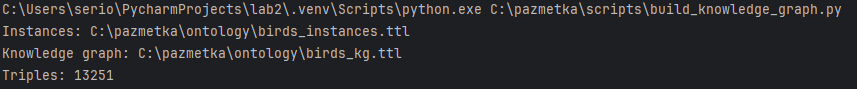 C:\Users\serio\PycharmProjects\lab2\.venv\Scripts\python.exe C:\pazmetka\scripts\build_knowledge_graph.py
Instances: C:\pazmetka\ontology\birds_instances.ttl
Knowledge graph: C:\pazmetka\ontology\birds_kg.ttl
Triples: 13251